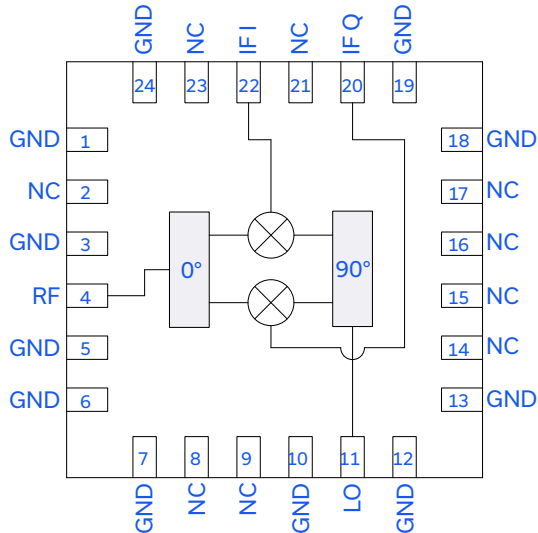 GND NC IF I NC IF Q GND
24 23 22 21 20 19
GND 1 18 GND
NC 2 17 NC
GND 3 16 NC
0° 90°
RF 4 15 NC
GND 5 14 NC
GND 6 13 GND
7 8 9 10 11 12
GND NC NC GND LO GND